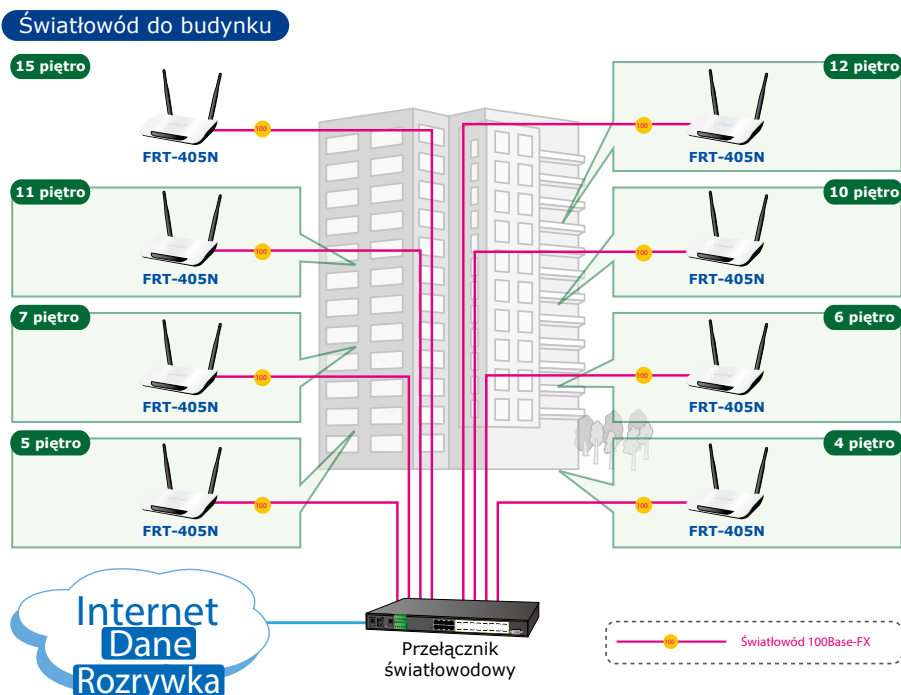 Światłowód do budynku
15 piętro
12 piętro
100
100
FRT-405N
FRT-405N
11 piętro
10 piętro
100
100
FRT-405N
FRT-405N
7 piętro
6 piętro
100
100
FRT-405N
FRT-405N
5 piętro
4 piętro
100
100
FRT-405N
FRT-405N
Internet
Dane
Rozrywka
Przełącznik
światłowodowy
100
Światłowód 100Base-FX